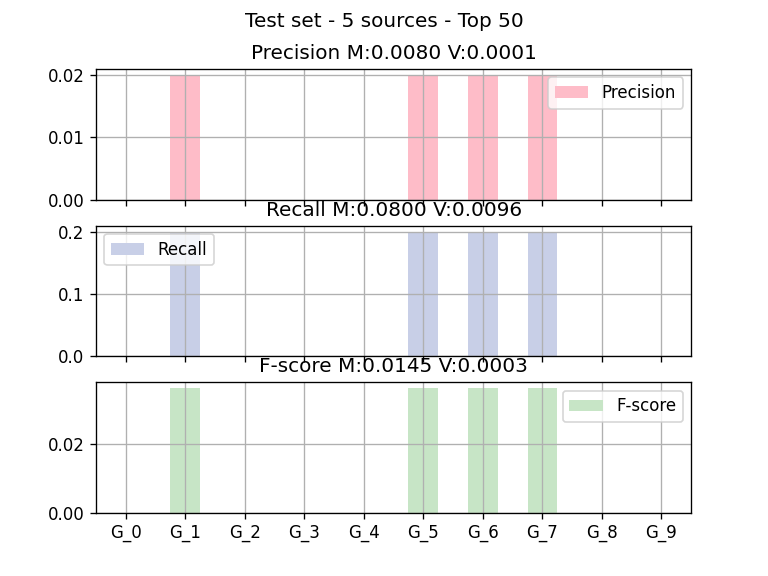 Test set - 5 sources - Top 50
Precision M:0.0080 V:0.0001
0.02
0.01
0.00
Precision
Recall M:0.0800 V:0.0096
0.2
0.1
0.0
Recall
F-score M:0.0145 V:0.0003
0.02
0.00
F-score
G_0 G_1 G_2 G_3 G_4 G_5 G_6 G_7 G_8 G_9